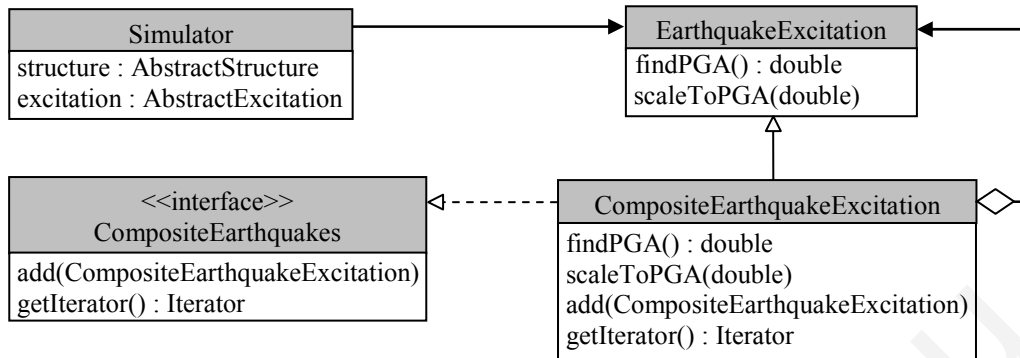 Simulator
structure : AbstractStructure
excitation : AbstractExcitation
EarthquakeExcitation
findPGA() : double
scaleToPGA(double)
<<interface>>
CompositeEarthquakes
add(CompositeEarthquakeExcitation)
getIterator() : Iterator
CompositeEarthquakeExcitation
findPGA() : double
scaleToPGA(double)
add(CompositeEarthquakeExcitation)
getIterator() : Iterator